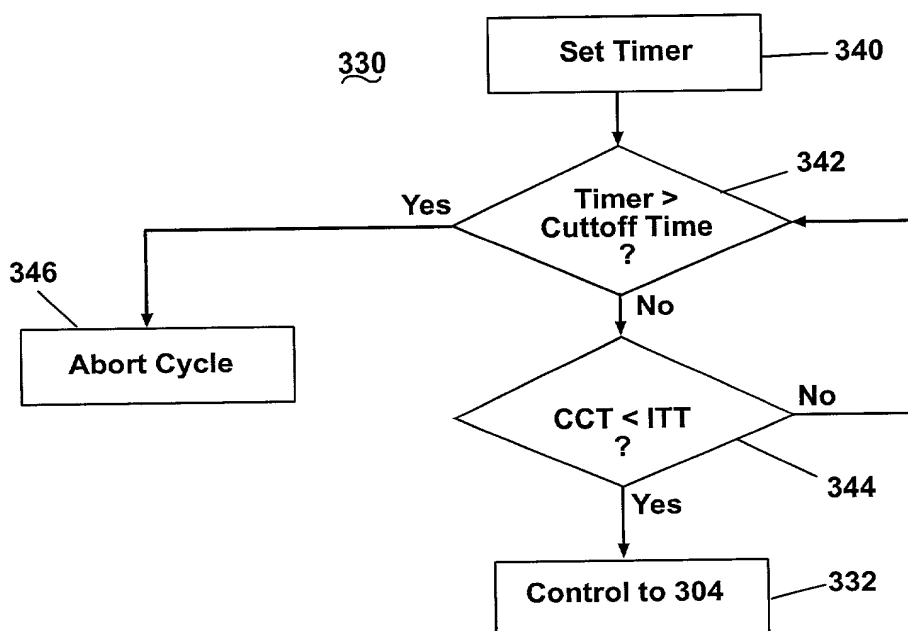 330
Set Timer
340
342
Yes
Timer >
Cuttoff Time
?
346
No
Abort Cycle
No
CCT < ITT
?
344
Yes
Control to 304
332